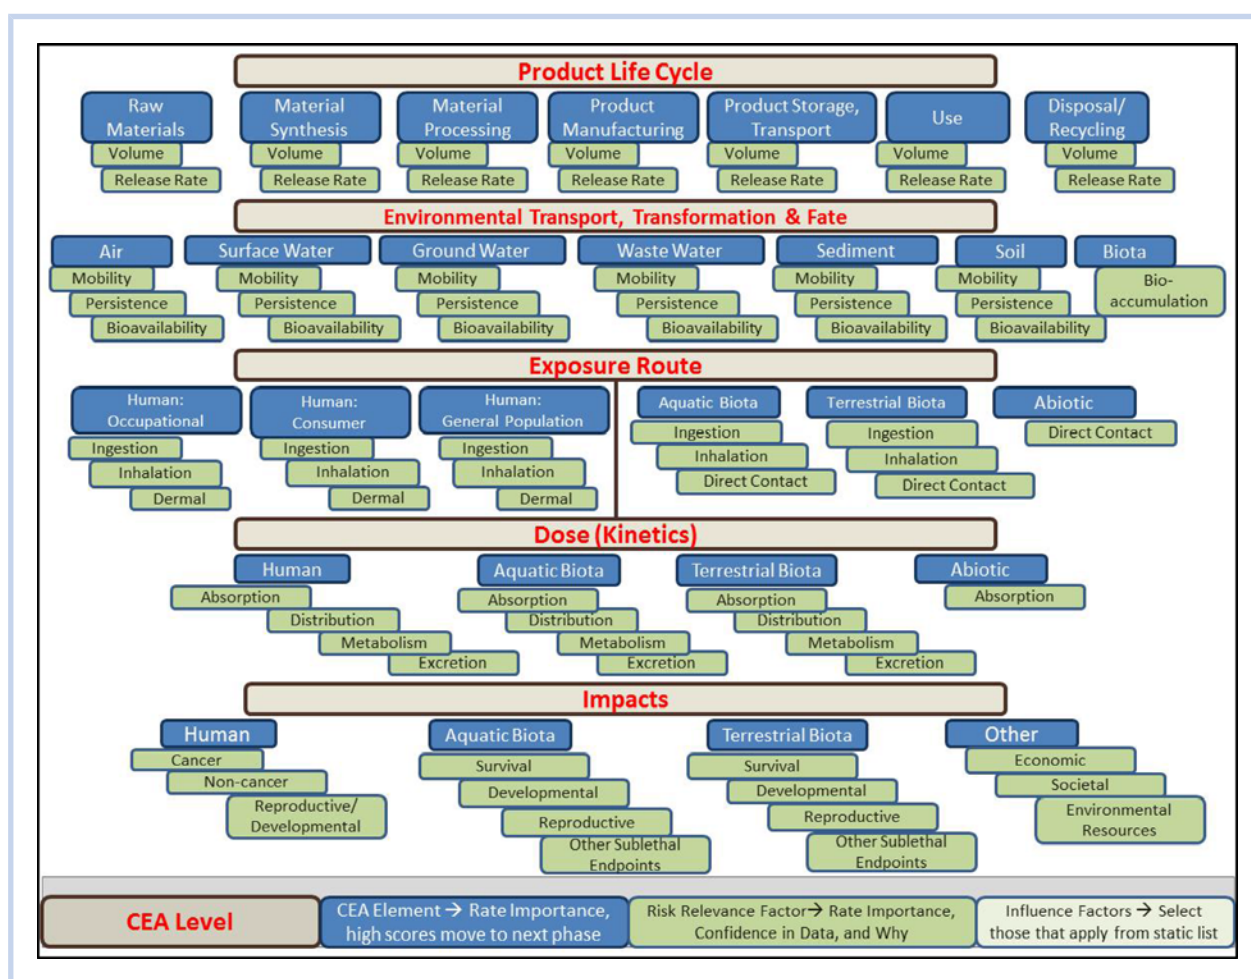 Product Life Cycle
Raw
Materials
Volume
Release Rate
Material
Synthesis
Volume
Release Rate
Material
Processing
Volume
Release Rate
Product
Manufacturing
Volume
Release Rate
Product Storage,
Transport
Volume
Release Rate
Use
Volume
Release Rate
Disposal/
Recycling
Volume
Release Rate
Environmental Transport, Transformation & Fate
Air
Mobility
Persistence
Bioavailability
Surface Water
Mobility
Persistence
Bioavailability
Ground Water
Mobility
Persistence
Bioavailability
Waste Water
Mobility
Persistence
Bioavailability
Sediment
Mobility
Persistence
Bioavailability
Soil
Mobility
Persistence
Bioavailability
Biota
Bio-
accumulation
Exposure Route
Human:
Occupational
Ingestion
Inhalation
Dermal
Human:
Consumer
Ingestion
Inhalation
Dermal
Human:
General Population
Ingestion
Inhalation
Dermal
Aquatic Biota
Ingestion
Inhalation
Direct Contact
Terrestrial Biota
Ingestion
Inhalation
Direct Contact
Abiotic
Direct Contact
Dose (Kinetics)
Human
Absorption
Distribution
Metabolism
Excretion
Aquatic Biota
Absorption
Distribution
Metabolism
Excretion
Terrestrial Biota
Absorption
Distribution
Metabolism
Excretion
Abiotic
Absorption
Impacts
Human
Cancer
Non-cancer
Reproductive/
Developmental
Aquatic Biota
Survival
Developmental
Reproductive
Other Sublethal
Endpoints
Terrestrial Biota
Survival
Developmental
Reproductive
Other Sublethal
Endpoints
Other
Economic
Societal
Environmental
Resources
CEA Level
CEA Element → Rate Importance,
high scores move to next phase
Risk Relevance Factor→ Rate Importance,
Confidence in Data, and Why
Influence Factors → Select
those that apply from static list